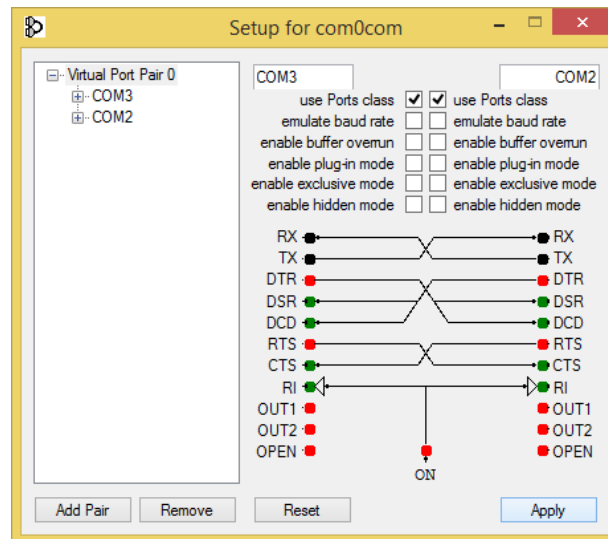 Setup for com0com
Virtual Port Pair 0
COM3
COM2
COM3 COM2
use Ports class use Ports class
emulate baud rate emulate baud rate
enable buffer overrun enable buffer overrun
enable plug-in mode enable plug-in mode
enable exclusive mode enable exclusive mode
enable hidden mode enable hidden mode
RX RX
TX TX
DTR DTR
DSR DSR
DCD DCD
RTS RTS
CTS CTS
RI RI
OUT1 OUT1
OUT2 OUT2
OPEN OPEN
ON
Add Pair Remove Reset Apply